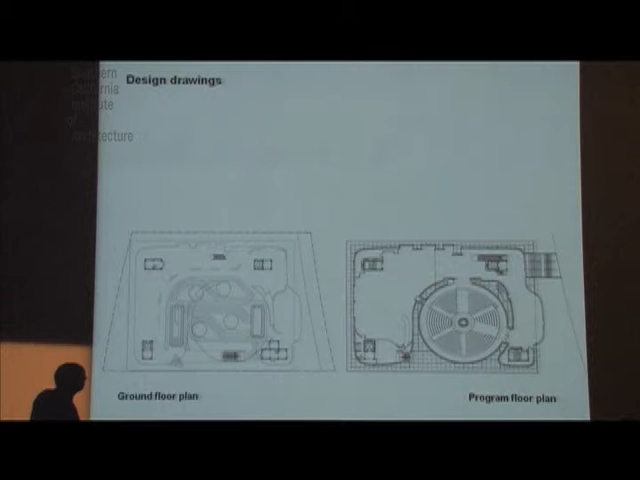 Southern
California
Institute
of
Architecture
Design drawings
Ground floor plan
Program floor plan